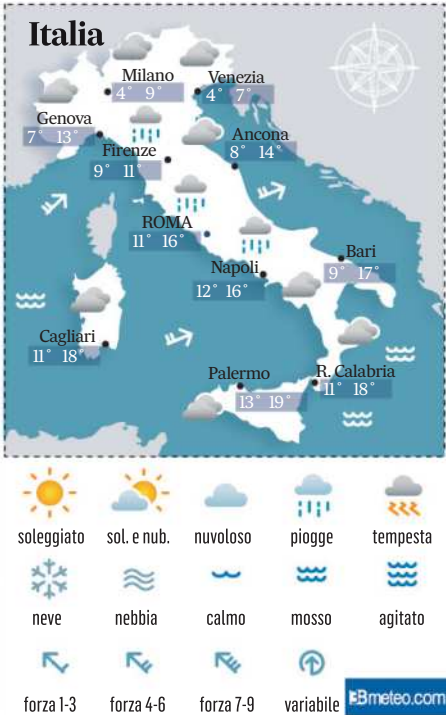 Italia
Milano
4° 9°
Venezia
4° 7°
Genova
7° 13°
Firenze
9° 11°
Ancona
8° 14°
ROMA
11° 16°
Napoli
12° 16°
Bari
9° 17°
Cagliari
11° 18°
Palermo
13° 19°
R. Calabria
11° 18°
soleggiato sol. e nub. nuvoloso piogge tempesta
neve nebbia calmo mosso agitato
forza 1-3 forza 4-6 forza 7-9 variabile
3Bmeteo.com